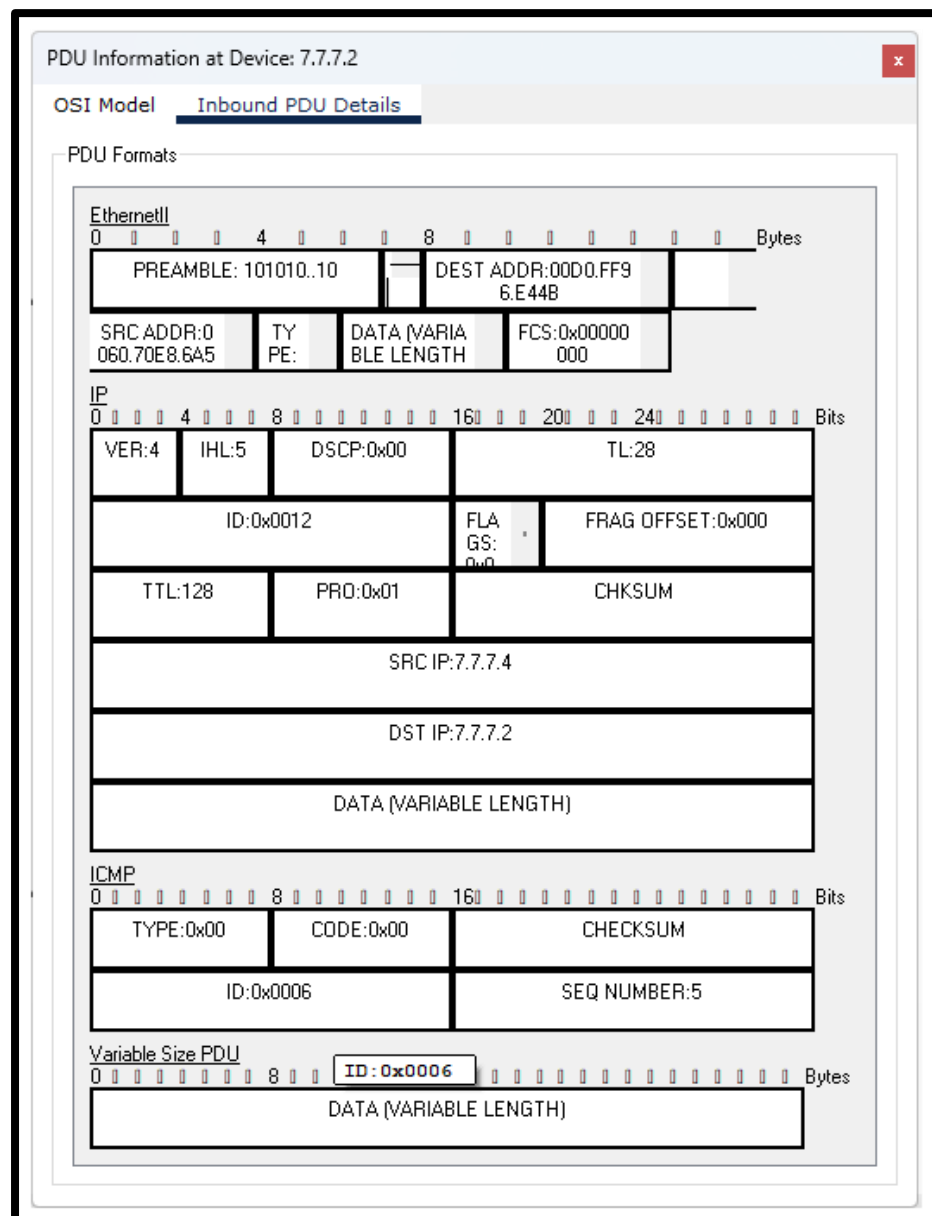 PDU Information at Device: 7.7.7.2
x
OSI Model Inbound PDU Details
PDU Formats
EthernetII
0 4 8 Bytes
PREAMBLE: 101010..10
DEST ADDR:00D0.FF9
6.E44B
SRC ADDR:0
060.70E8.6A5
TY
PE:
DATA (VARIA
BLE LENGTH
FCS:0x00000
000
IP
0 4 8 16 20 24 Bits
VER:4 IHL:5 DSCP:0x00 TL:28
ID:0x0012
FLA
GS:
0x0
FRAG OFFSET:0x000
TTL:128 PRO:0x01 CHKSUM
SRC IP:7.7.7.4
DST IP:7.7.7.2
DATA (VARIABLE LENGTH)
ICMP
0 8 16 Bits
TYPE:0x00 CODE:0x00 CHECKSUM
ID:0x0006 SEQ NUMBER:5
Variable Size PDU
0 8 ID:0x0006 Bytes
DATA (VARIABLE LENGTH)